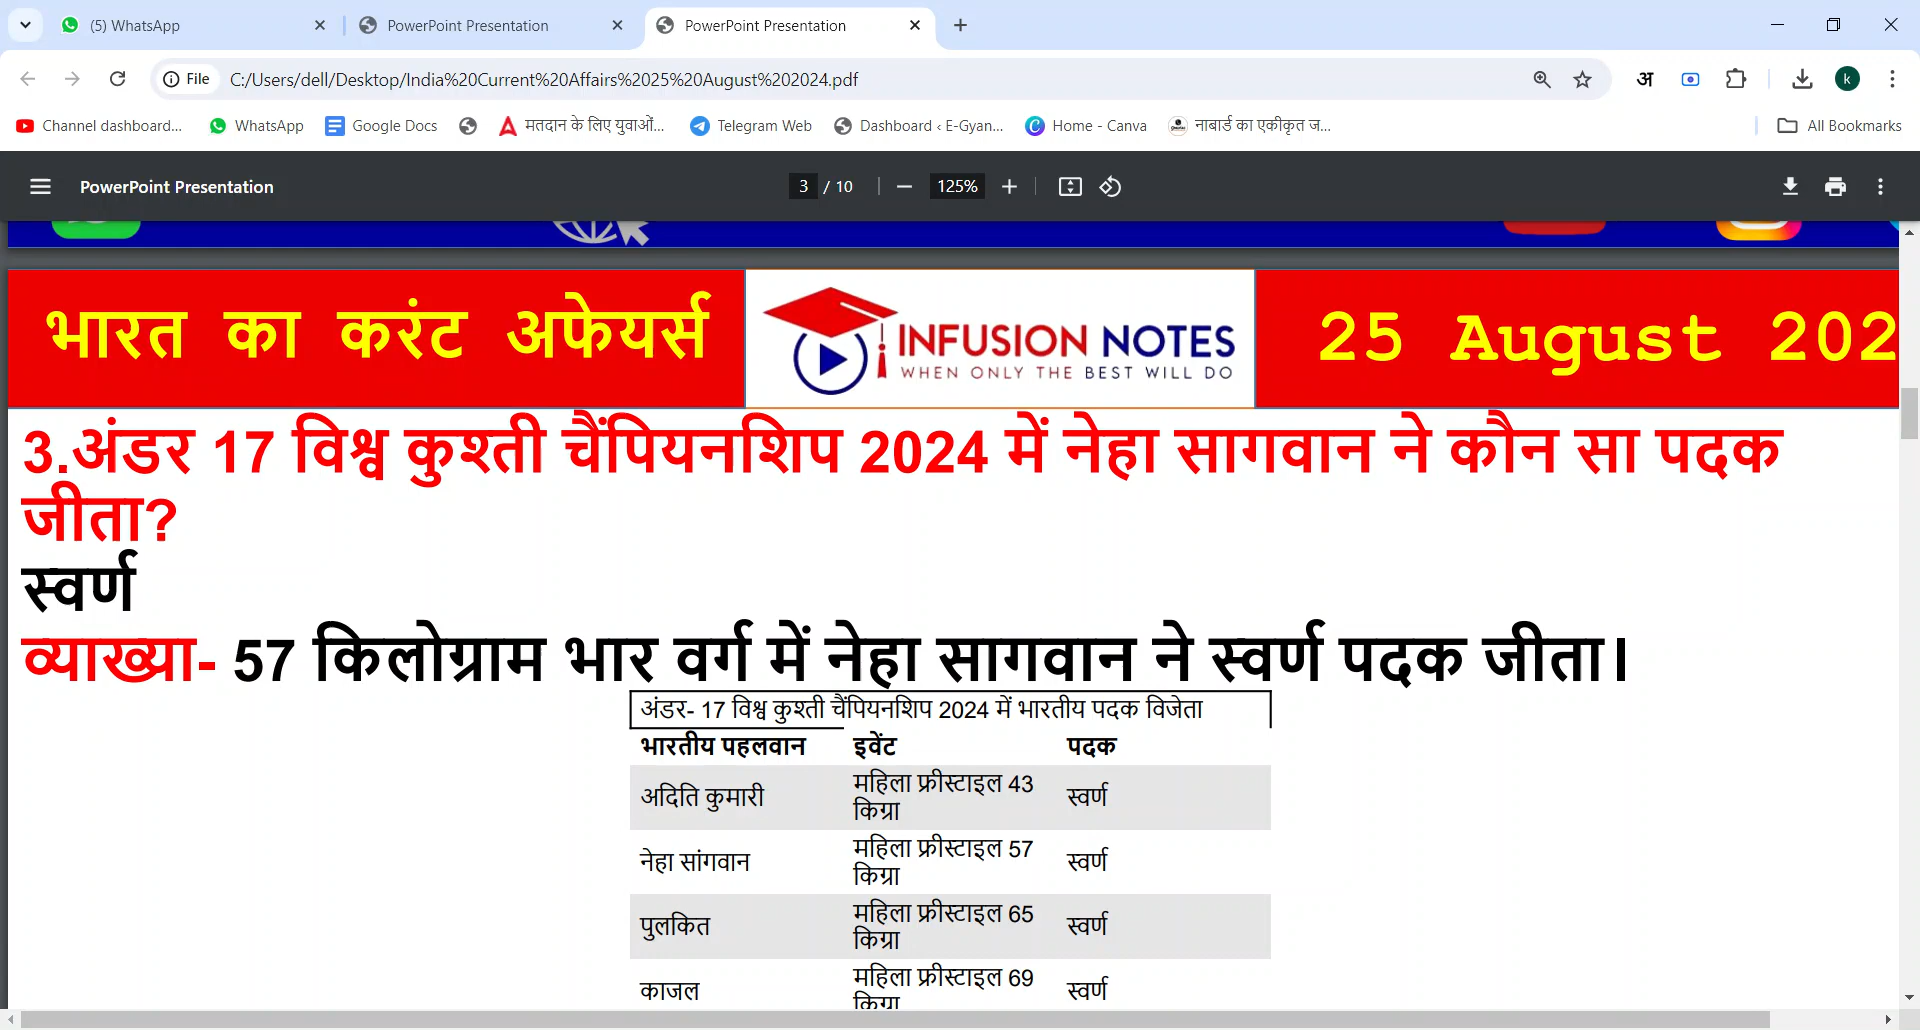 (5) WhatsApp
PowerPoint Presentation
PowerPoint Presentation
File
C:/Users/dell/Desktop/India%20Current%20Affairs%2025%20August%202024.pdf
अ
k
Channel dashboard...
WhatsApp
Google Docs
मतदान के लिए युवाओं...
Telegram Web
Dashboard ‹ E-Gyan...
Home - Canva
नाबार्ड का एकीकृत ज...
All Bookmarks
PowerPoint Presentation
3 / 10
125%
भारत का करंट अफेयर्स
INFUSION NOTES
WHEN ONLY THE BEST WILL DO
25 August 202
3.अंडर 17 विश्व कुश्ती चैंपियनशिप 2024 में नेहा सागवान ने कौन सा पदक
जीता?
स्वर्ण
व्याख्या- 57 किलोग्राम भार वर्ग में नेहा सागवान ने स्वर्ण पदक जीता।
अंडर- 17 विश्व कुश्ती चैंपियनशिप 2024 में भारतीय पदक विजेता
भारतीय पहलवान इवेंट पदक
अदिति कुमारी महिला फ्रीस्टाइल 43 किग्रा स्वर्ण
नेहा सांगवान महिला फ्रीस्टाइल 57 किग्रा स्वर्ण
पुलकित महिला फ्रीस्टाइल 65 किग्रा स्वर्ण
काजल महिला फ्रीस्टाइल 69 किग्रा स्वर्ण